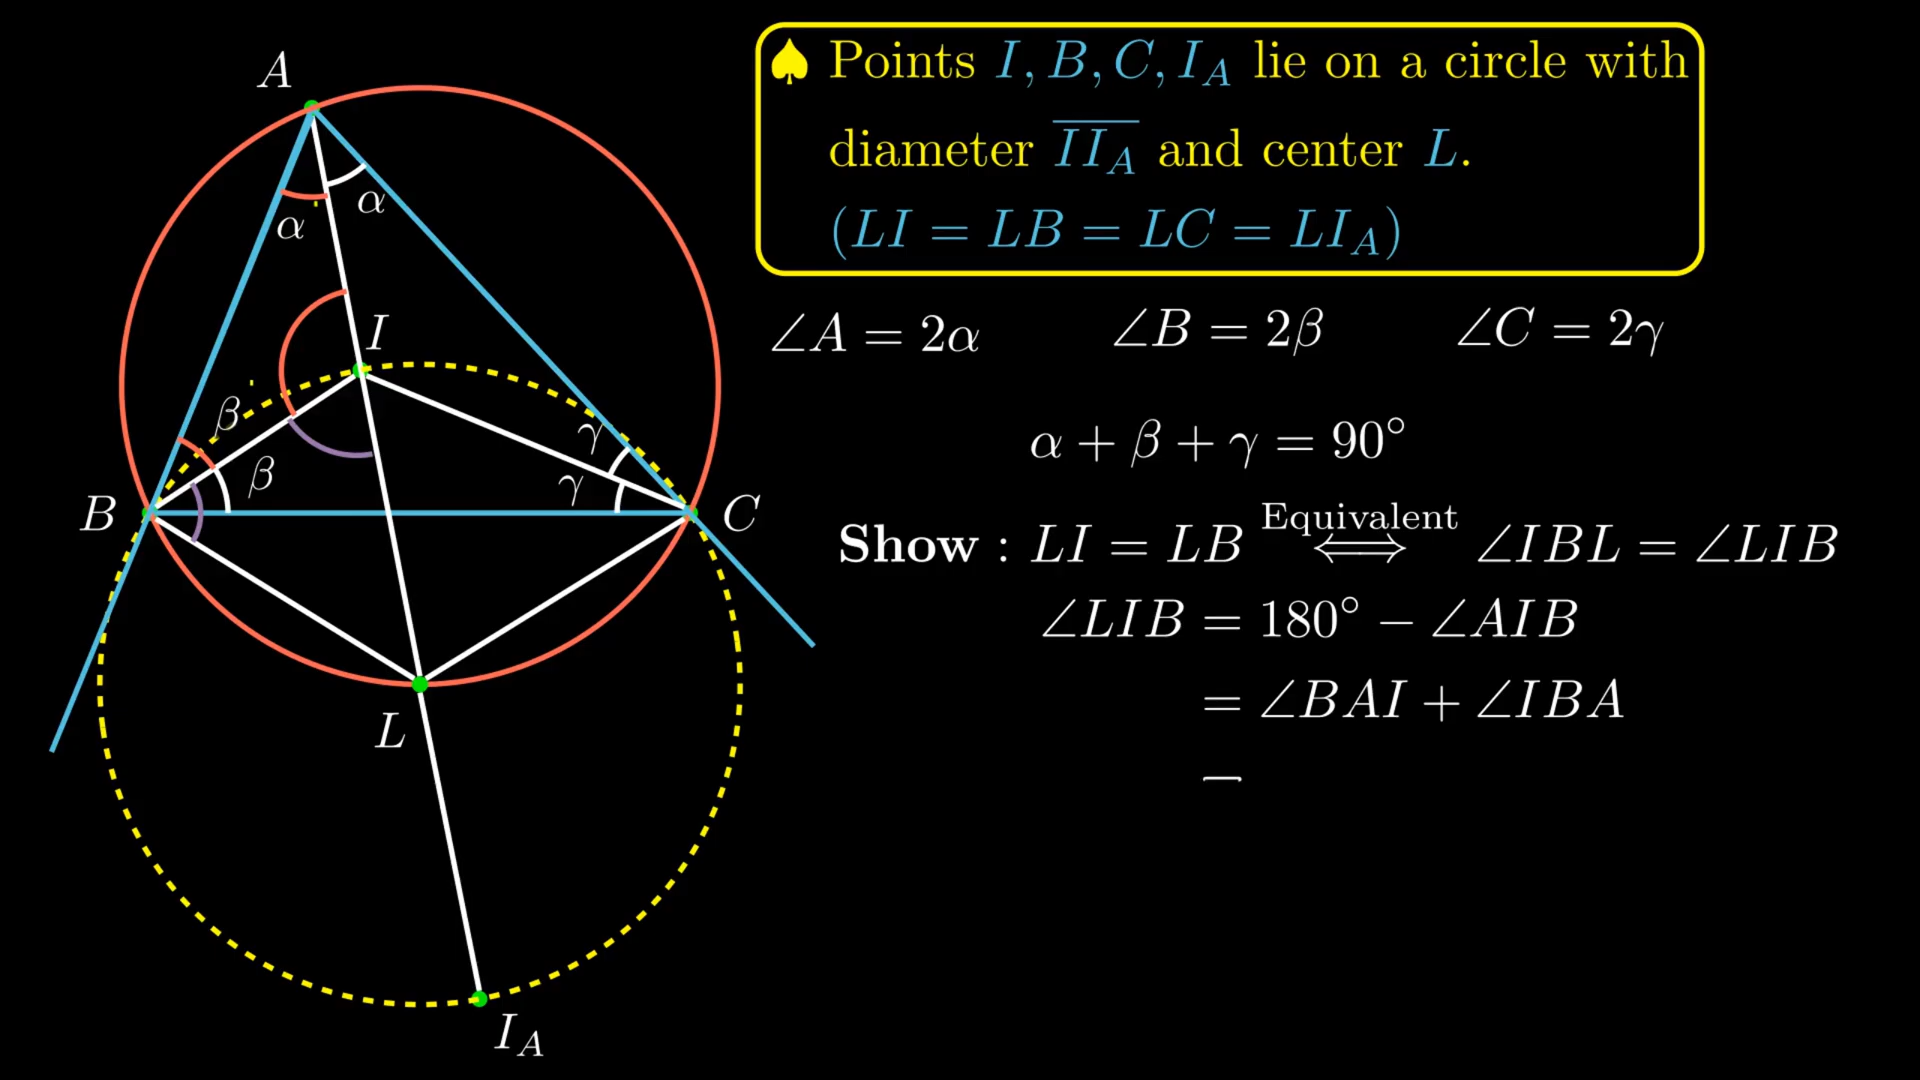 ♠ Points I, B, C, I_A lie on a circle with
diameter \overline{II_A} and center L.
(LI = LB = LC = LI_A)
∠A = 2α ∠B = 2β ∠C = 2γ
α + β + γ = 90°
Equivalent
Show : LI = LB ⟺ ∠IBL = ∠LIB
∠LIB = 180° − ∠AIB
= ∠BAI + ∠IBA
A
α
α
I
β
β
γ
γ
B
C
L
I_A